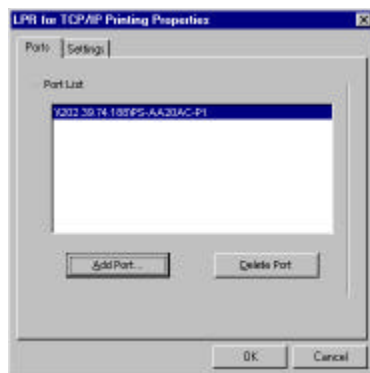 LPR for TCP/IP Printing Properties
Ports
Settings
Port List
\\202.39.74.188\PS-AA20AC-P1
Add Port...
Delete Port
OK
Cancel